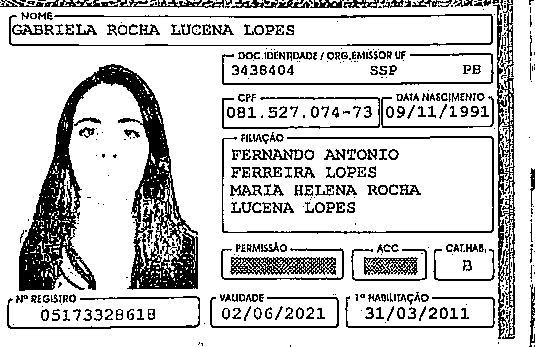 NOME
GABRIELA ROCHA LUCENA LOPES
DOC. IDENTIDADE / ORG. EMISSOR UF
3438404 SSP PB
CPF DATA NASCIMENTO
081.527.074-73 09/11/1991
FILIAÇÃO
FERNANDO ANTONIO
FERREIRA LOPES
MARIA HELENA ROCHA
LUCENA LOPES
PERMISSÃO ACC CAT.HAB.
B
Nº REGISTRO VALIDADE 1ª HABILITAÇÃO
05173328618 02/06/2021 31/03/2011